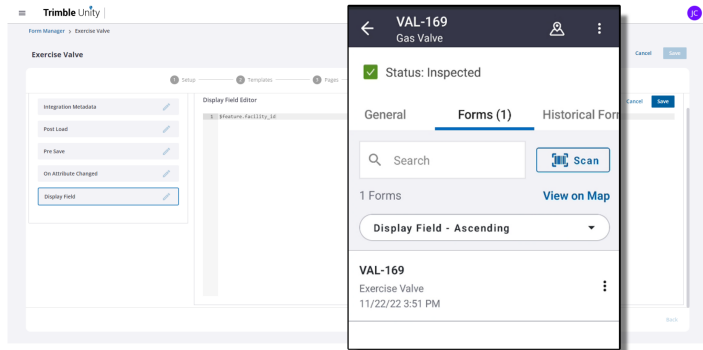 Trimble Unity
JC
Form Manager > Exercise Valve
Exercise Valve
Cancel Save
1 Setup 2 Templates 3 Pages
Integration Metadata
Post Load
Pre Save
On Attribute Changed
Display Field
Display Field Editor
Cancel Save
1 $feature.facility_id
Back
VAL-169
Gas Valve
Status: Inspected
General Forms (1) Historical Forn
Search
Scan
1 Forms
View on Map
Display Field - Ascending
VAL-169
Exercise Valve
11/22/22 3:51 PM